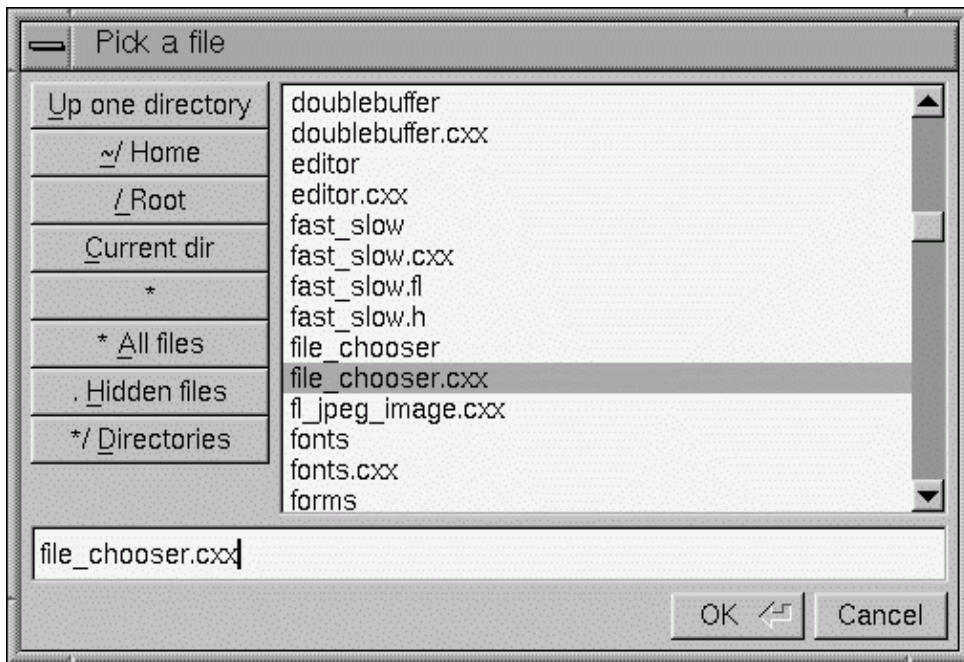 Pick a file
Up one directory
~/ Home
/ Root
Current dir
*
* All files
. Hidden files
*/ Directories
doublebuffer
doublebuffer.cxx
editor
editor.cxx
fast_slow
fast_slow.cxx
fast_slow.fl
fast_slow.h
file_chooser
file_chooser.cxx
fl_jpeg_image.cxx
fonts
fonts.cxx
forms
file_chooser.cxx
OK
Cancel